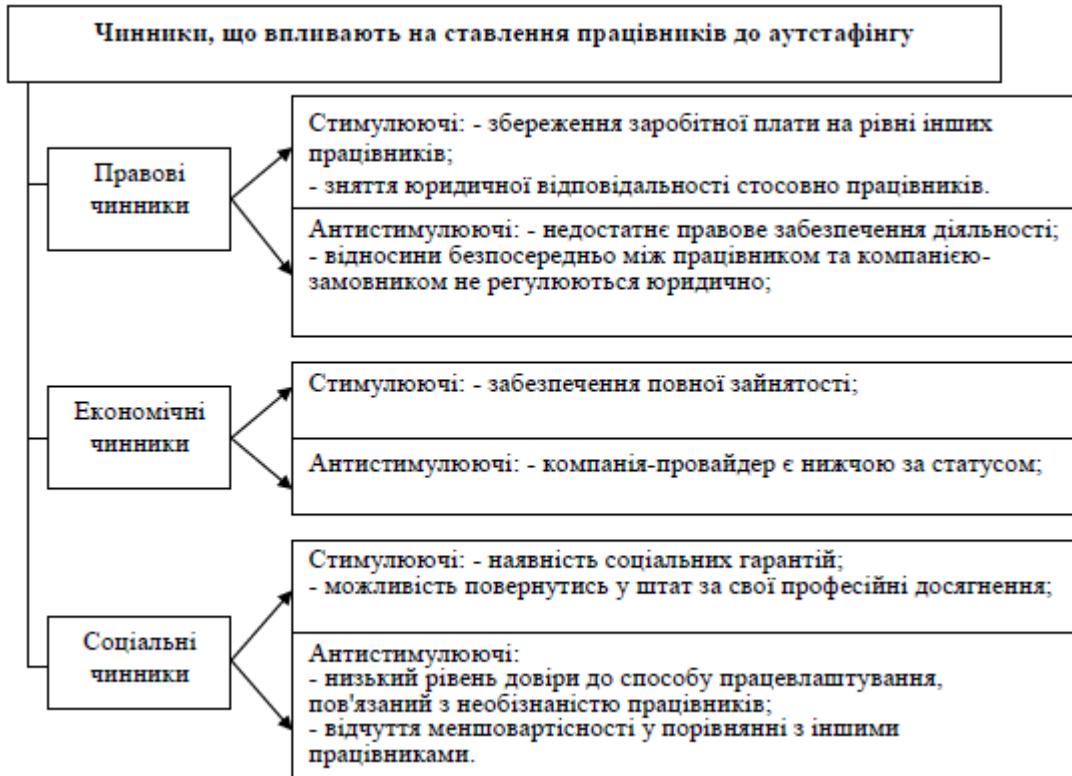 Чинники, що впливають на ставлення працівників до аутстафінгу
Правові
чинники
Стимулюючі: - збереження заробітної плати на рівні інших
працівників;
- зняття юридичної відповідальності стосовно працівників.
Антистимулюючі: - недостатнє правове забезпечення діяльності;
- відносини безпосередньо між працівником та компанією-
замовником не регулюються юридично;
Економічні
чинники
Стимулюючі: - забезпечення повної зайнятості;
Антистимулюючі: - компанія-провайдер є нижчою за статусом;
Соціальні
чинники
Стимулюючі: - наявність соціальних гарантій;
- можливість повернутись у штат за свої професійні досягнення;
Антистимулюючі:
- низький рівень довіри до способу працевлаштування,
пов'язаний з необізнаністю працівників;
- відчуття меншовартісності у порівнянні з іншими
працівниками.